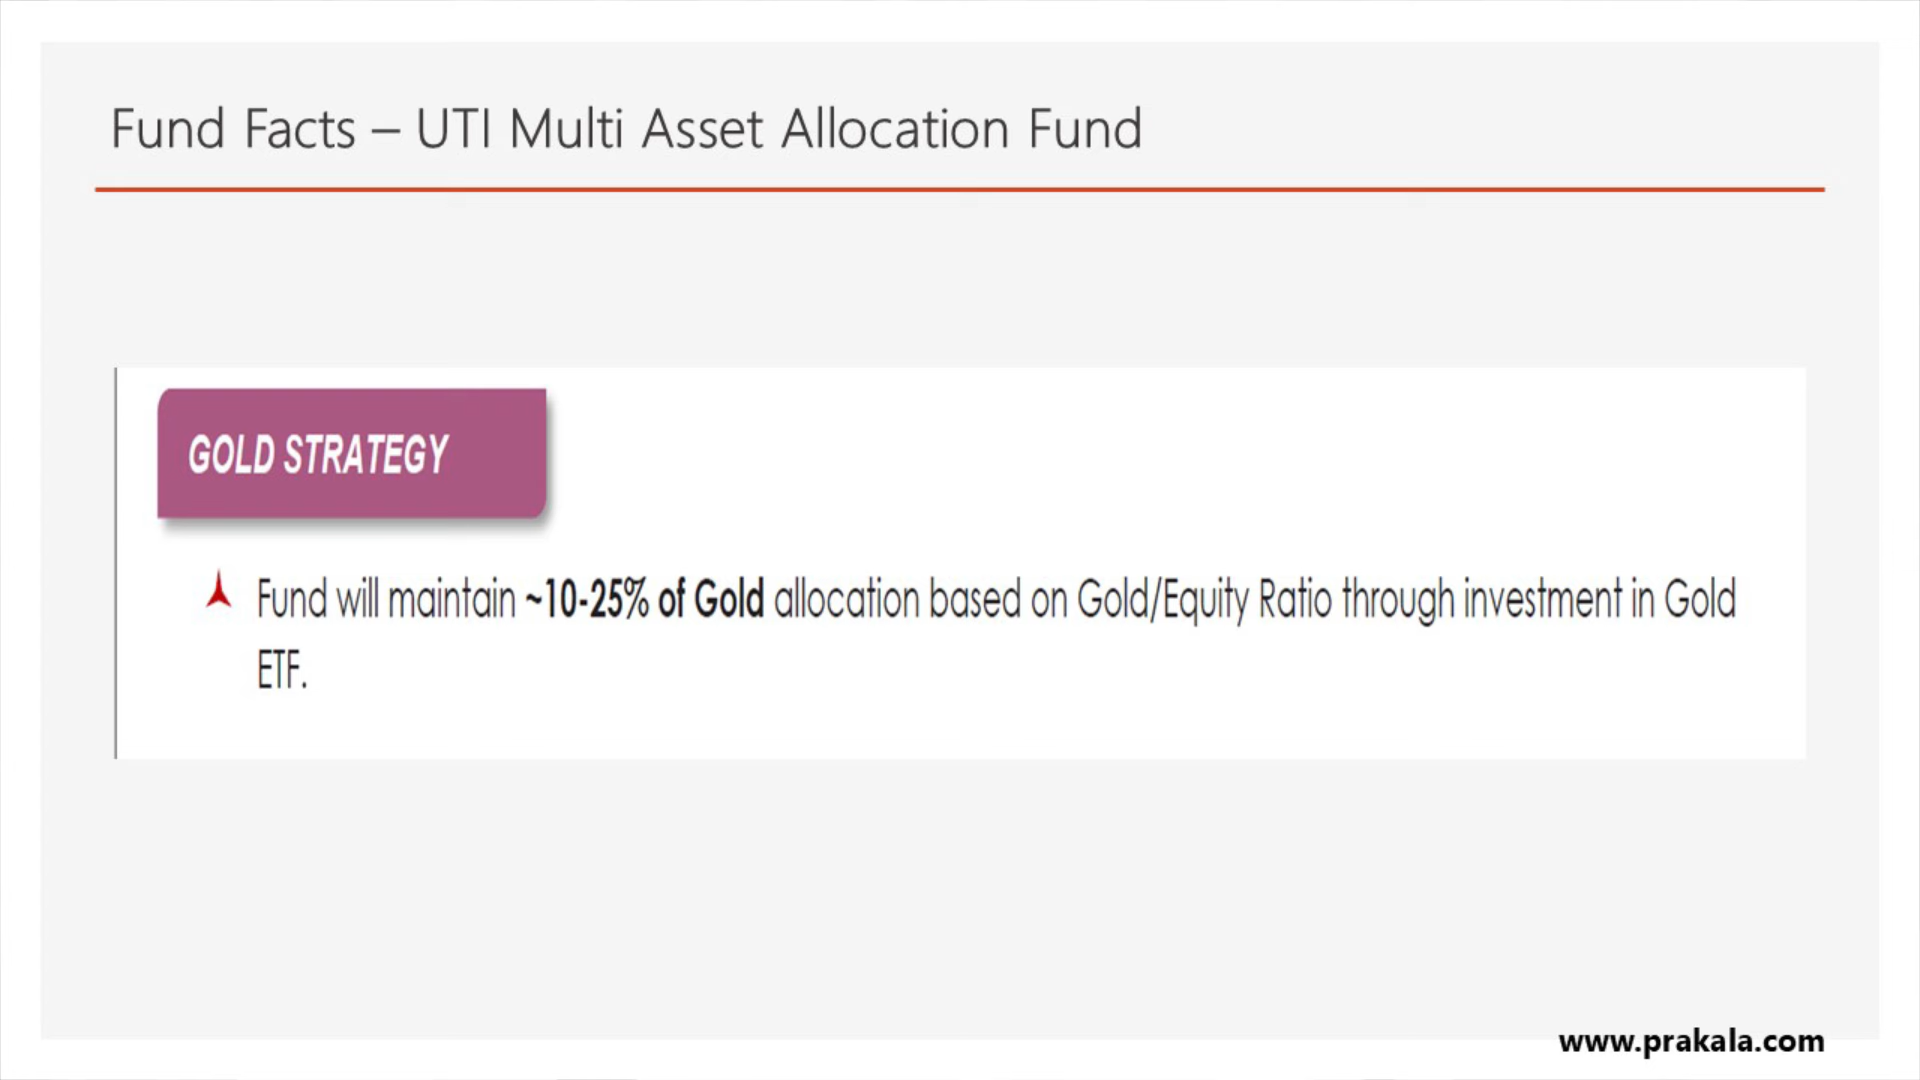 Fund Facts – UTI Multi Asset Allocation Fund
GOLD STRATEGY
Fund will maintain ~10-25% of Gold allocation based on Gold/Equity Ratio through investment in Gold
ETF.
www.prakala.com